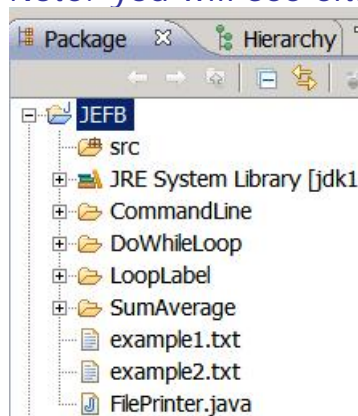 Package Hierarchy
JEFB
src
JRE System Library [jdk1
CommandLine
DoWhileLoop
LoopLabel
SumAverage
example1.txt
example2.txt
FilePrinter.java